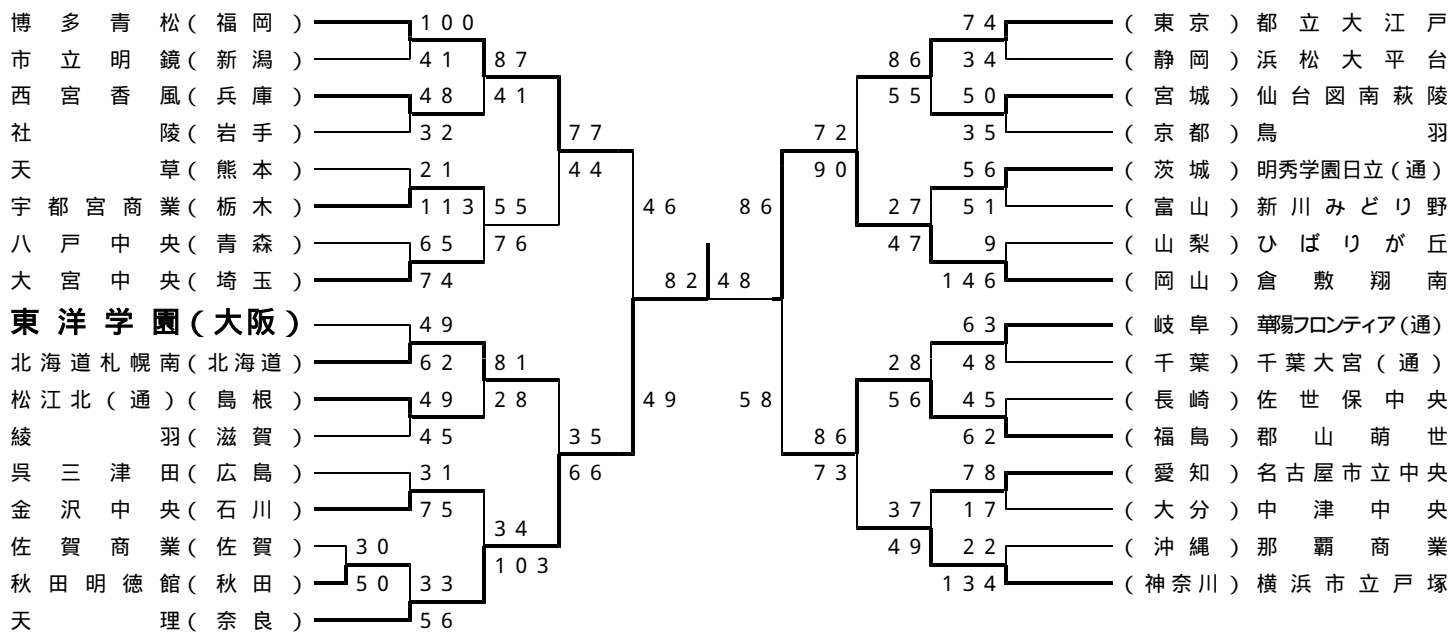 博多青松(福岡) 100 74 (東京) 都立大江戸
市立明鏡(新潟) 41 87 86 34 (静岡) 浜松大平台
西宮香風(兵庫) 48 41 55 50 (宮城) 仙台図南萩陵
社陵(岩手) 32 77 72 35 (京都) 鳥羽
天草(熊本) 21 44 90 56 (茨城) 明秀学園日立(通)
宇都宮商業(栃木) 113 55 46 86 27 51 (富山) 新川みどり野
八戸中央(青森) 65 76 47 9 (山梨) ひばりが丘
大宮中央(埼玉) 74 82 48 146 (岡山) 倉敷翔南
東洋学園(大阪) 49 63 (岐阜) 華陽フロンティア(通)
北海道札幌南(北海道) 62 81 28 48 (千葉) 千葉大宮(通)
松江北(通)(島根) 49 28 49 58 56 45 (長崎) 佐世保中央
綾羽(滋賀) 45 35 86 62 (福島) 郡山萌世
呉三津田(広島) 31 66 73 78 (愛知) 名古屋市立中央
金沢中央(石川) 75 34 37 17 (大分) 中津中央
佐賀商業(佐賀) 30 103 49 22 (沖縄) 那覇商業
秋田明徳館(秋田) 50 33 134 (神奈川) 横浜市立戸塚
天理(奈良) 56